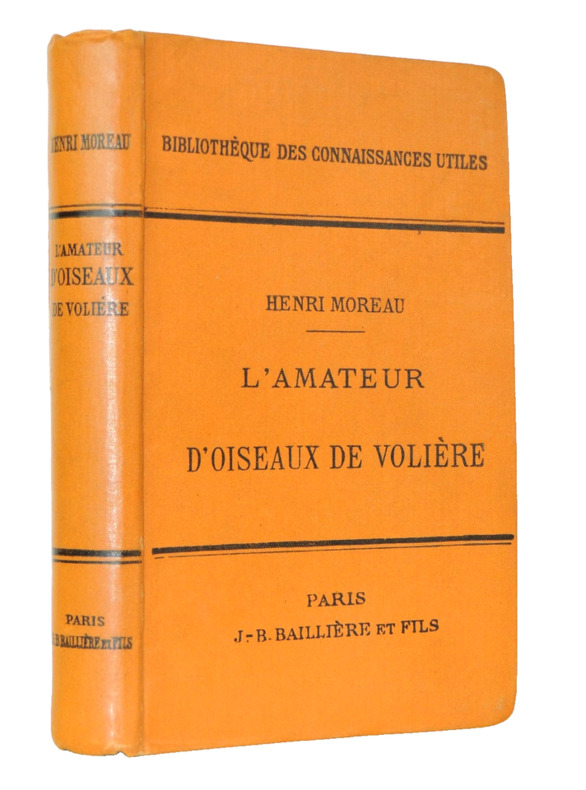 HENRI MOREAU
L'AMATEUR
D'OISEAUX
DE VOLIÈRE
PARIS
J.-B. BAILLIÈRE ET FILS
BIBLIOTHÈQUE DES CONNAISSANCES UTILES
HENRI MOREAU
L'AMATEUR
D'OISEAUX DE VOLIÈRE
PARIS
J.-B. BAILLIÈRE ET FILS